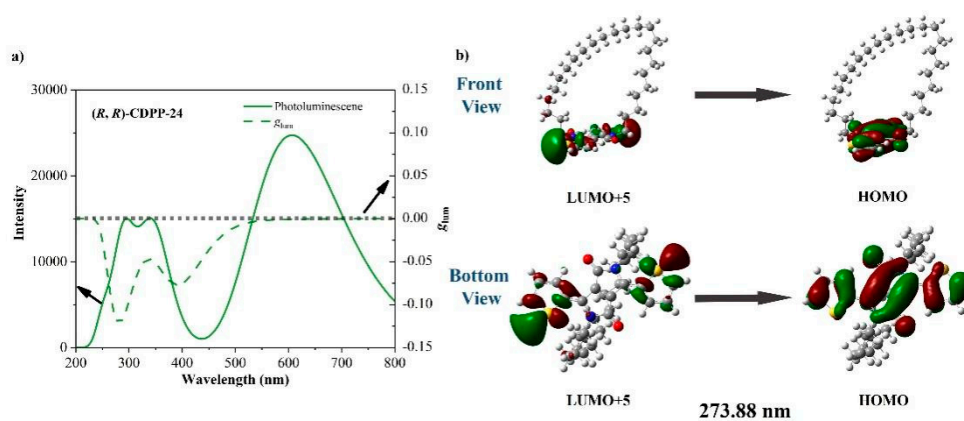 a)
(R, R)-CDPP-24
Photoluminescene
glum
30000
20000
10000
0
0.15
0.10
0.05
0.00
-0.05
-0.10
-0.15
200 300 400 500 600 700 800
Intensity
Wavelength (nm)
glum
b)
Front
View
LUMO+5
HOMO
Bottom
View
LUMO+5
HOMO
273.88 nm